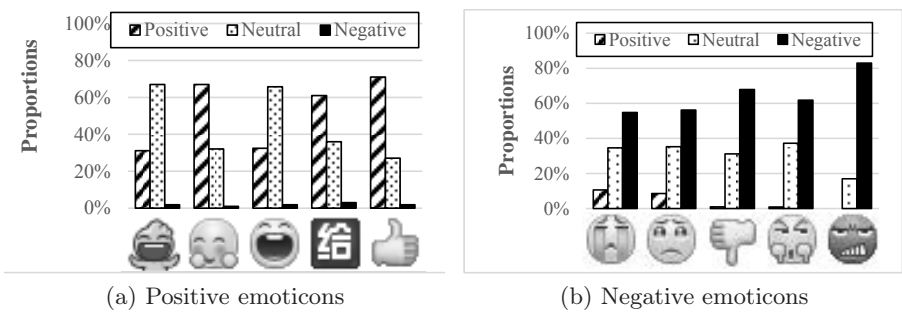 100%
Positive Neutral Negative
80%
60%
40%
20%
0%
Proportions
给
(a) Positive emoticons
100%
Positive Neutral Negative
80%
60%
40%
20%
0%
Proportions
(b) Negative emoticons